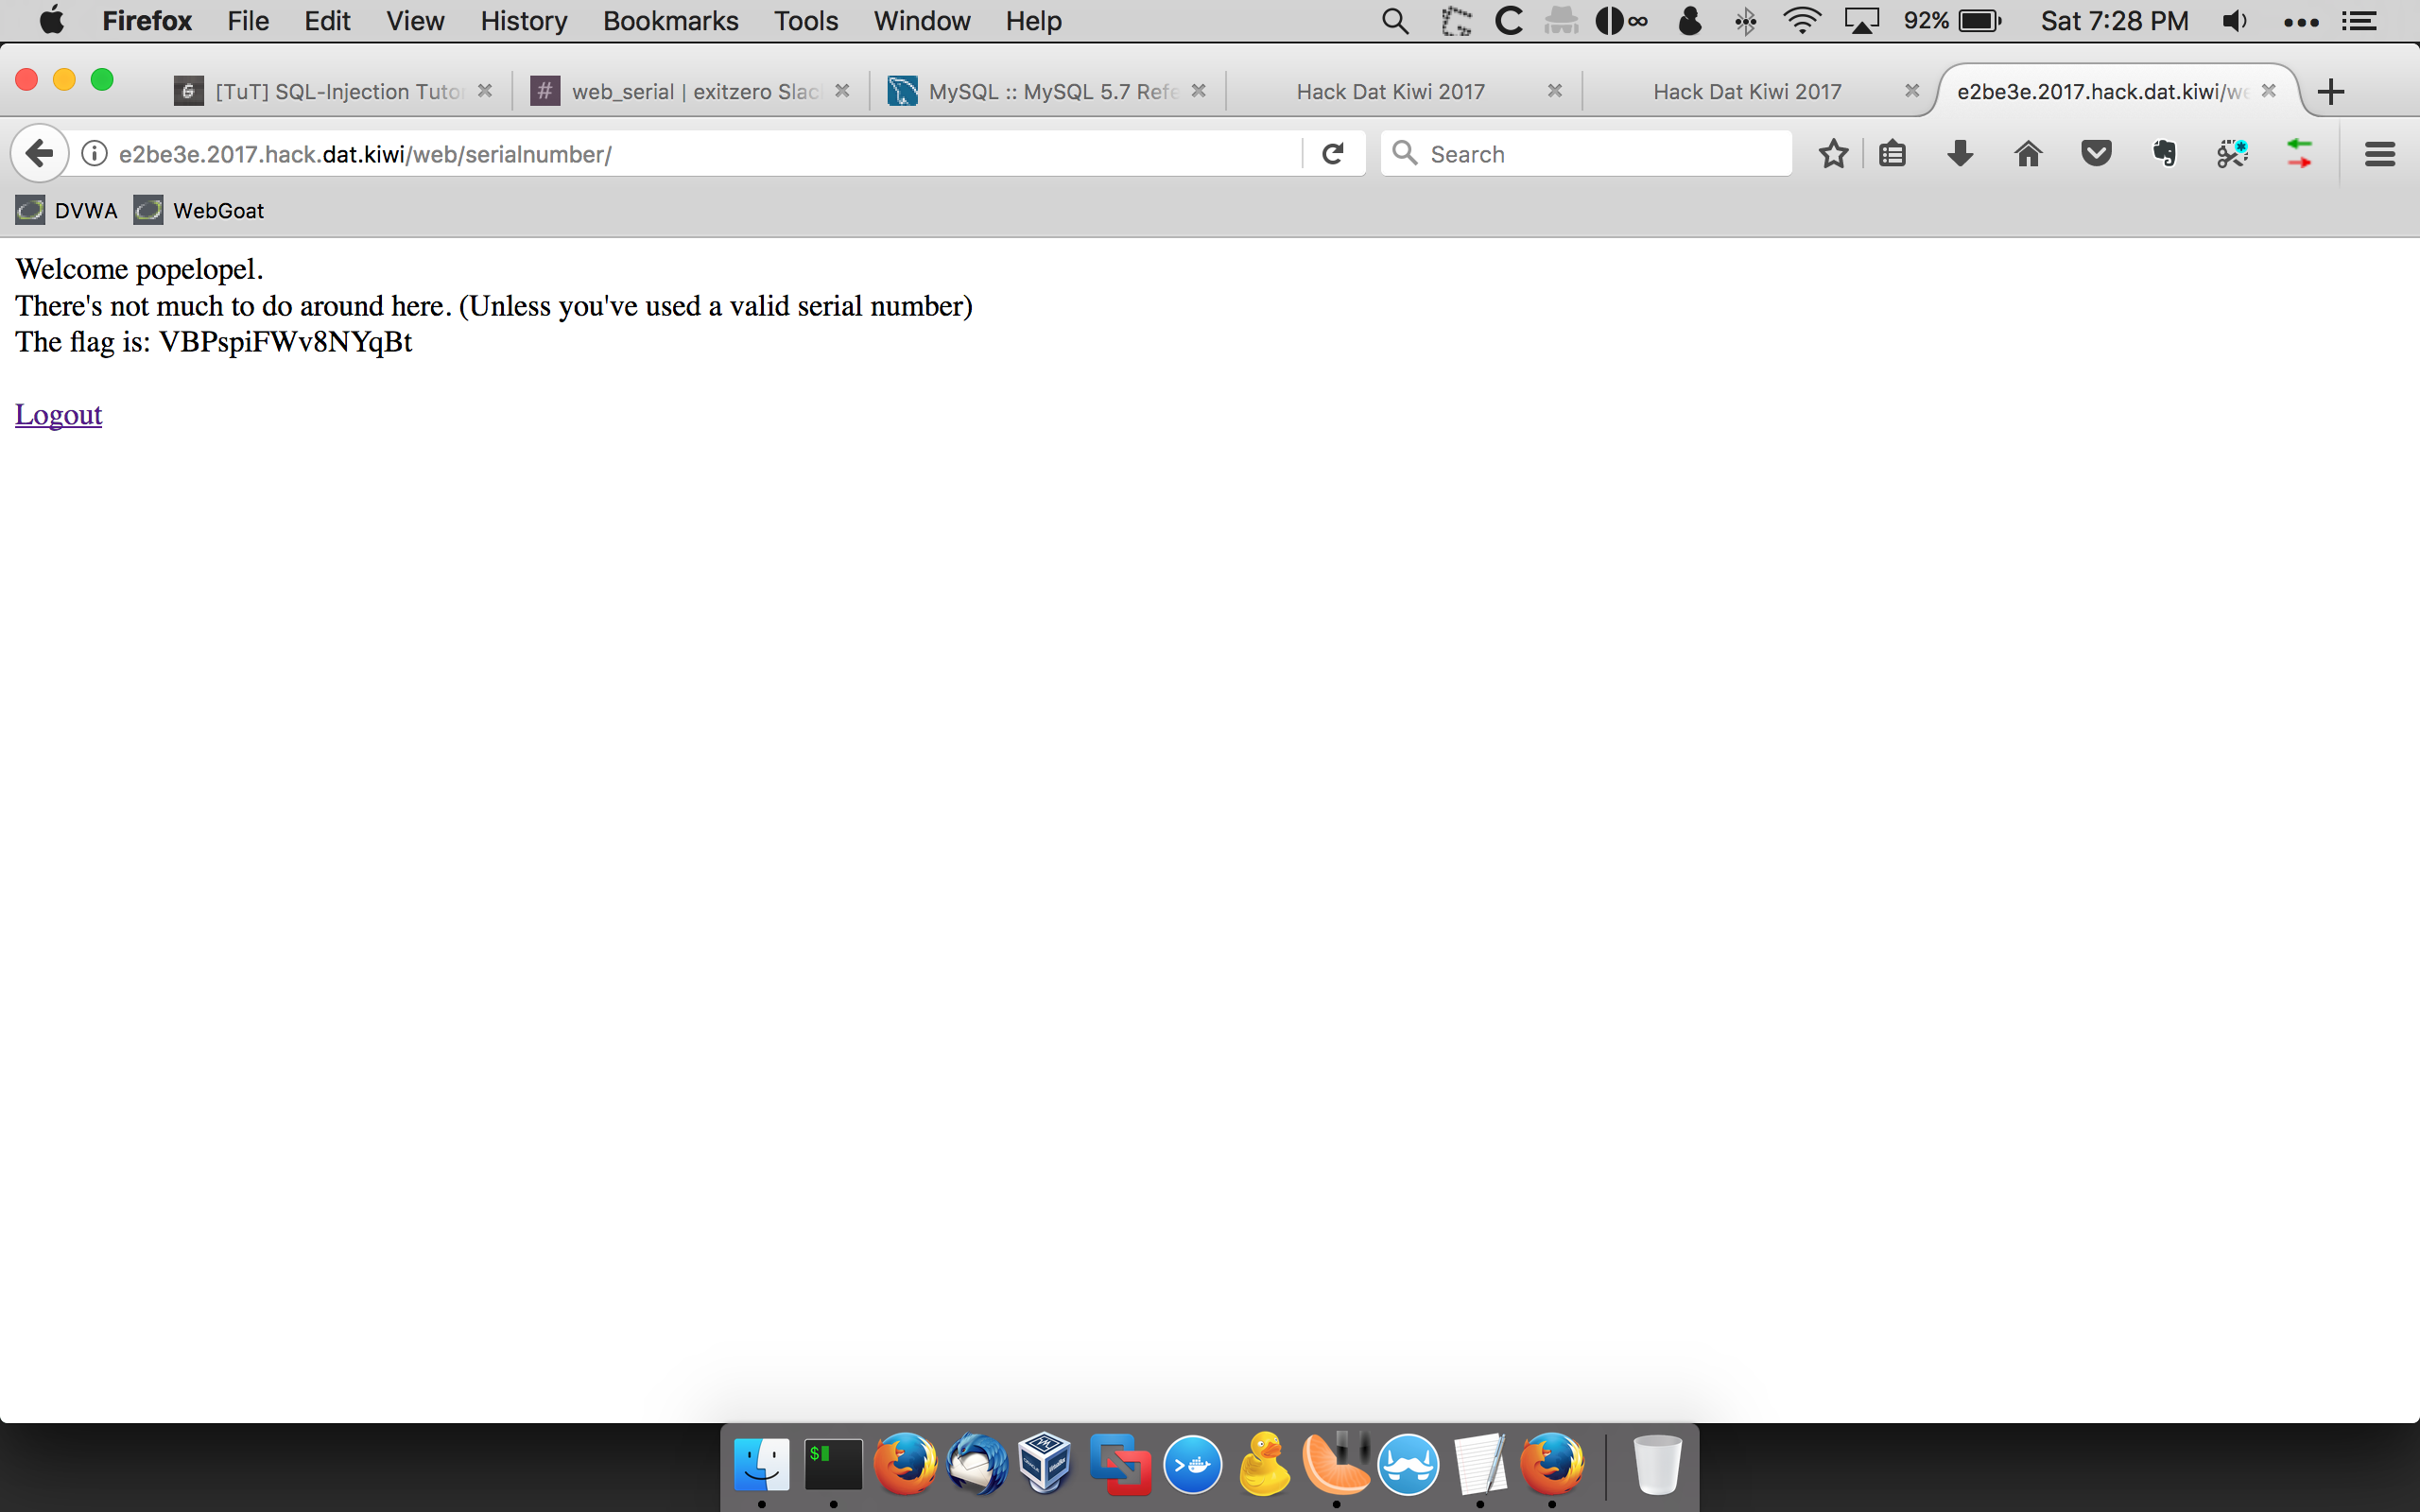 Firefox File Edit View History Bookmarks Tools Window Help 92% Sat 7:28 PM
[TuT] SQL-Injection Tuto web_serial | exitzero Slac MySQL :: MySQL 5.7 Refe Hack Dat Kiwi 2017 Hack Dat Kiwi 2017 e2be3e.2017.hack.dat.kiwi/we
e2be3e.2017.hack.dat.kiwi/web/serialnumber/ Search
DVWA WebGoat
Welcome popelopel.
There's not much to do around here. (Unless you've used a valid serial number)
The flag is: VBPspiFWv8NYqBt
Logout